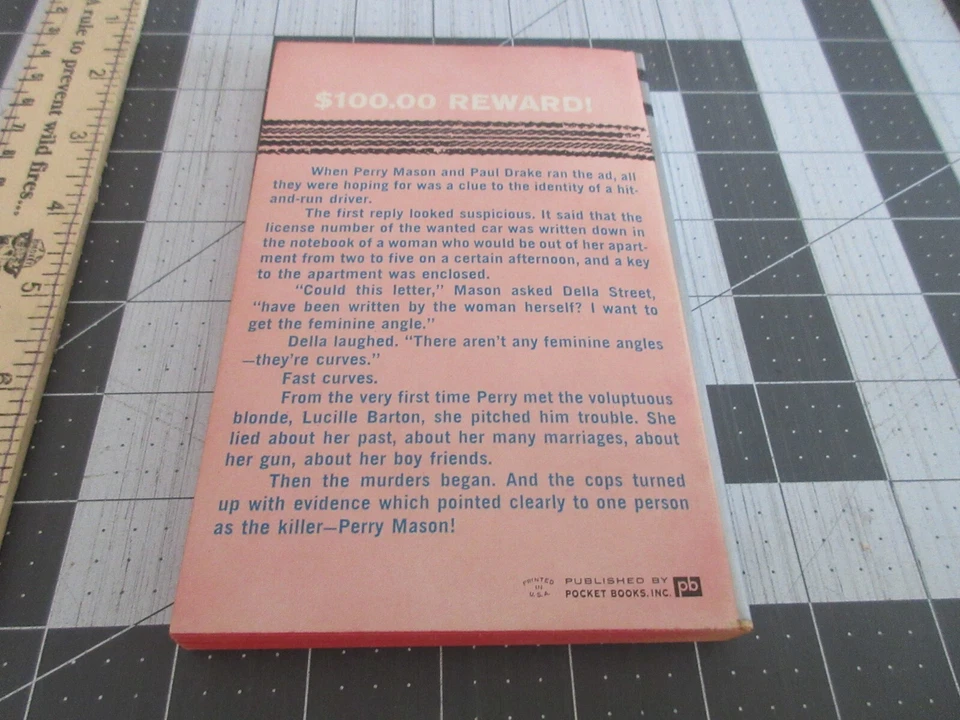 A rule to prevent wild fires...
2
3
4
5
6
$100.00 REWARD!
When Perry Mason and Paul Drake ran the ad, all
they were hoping for was a clue to the identity of a hit-
and-run driver.
The first reply looked suspicious. It said that the
license number of the wanted car was written down in
the notebook of a woman who would be out of her apart-
ment from two to five on a certain afternoon, and a key
to the apartment was enclosed.
"Could this letter," Mason asked Della Street,
"have been written by the woman herself? I want to
get the feminine angle."
Della laughed. "There aren't any feminine angles
—they're curves."
Fast curves.
From the very first time Perry met the voluptuous
blonde, Lucille Barton, she pitched him trouble. She
lied about her past, about her many marriages, about
her gun, about her boy friends.
Then the murders began. And the cops turned
up with evidence which pointed clearly to one person
as the killer—Perry Mason!
PRINTED
IN
U.S.A.
PUBLISHED BY
POCKET BOOKS, INC.
pb